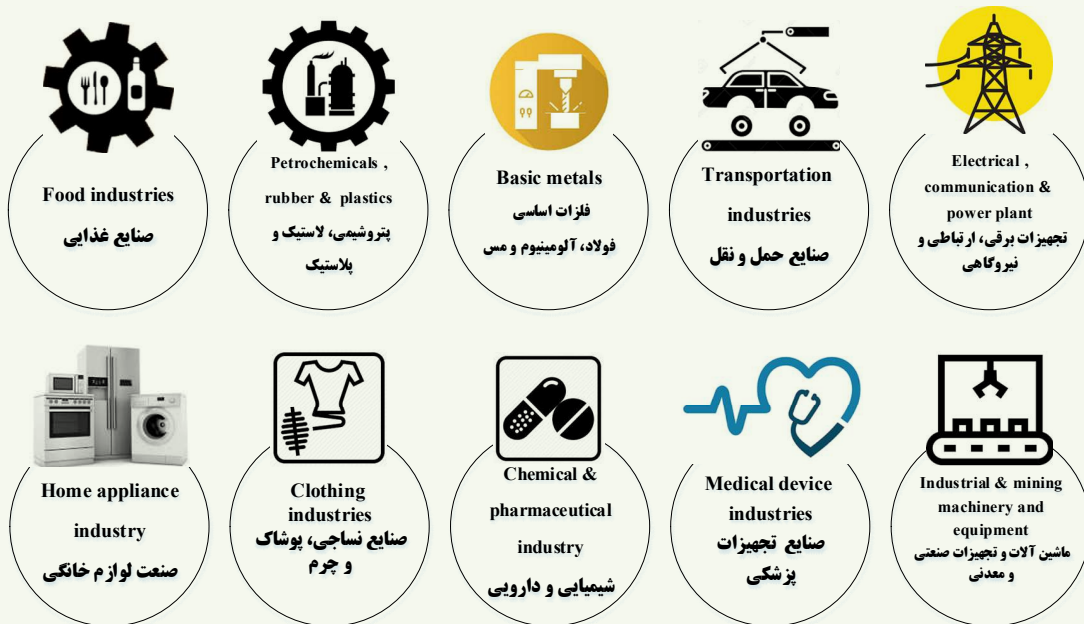 Food industries
صنایع غذایی
Petrochemicals ,
rubber & plastics
پتروشیمی، لاستیک و
پلاستیک
Basic metals
فلزات اساسی
فولاد، آلومینیوم و مس
Transportation
industries
صنایع حمل و نقل
Electrical ,
communication &
power plant
تجهیزات برقی، ارتباطی و
نیروگاهی
Home appliance
industry
صنعت لوازم خانگی
Clothing
industries
صنایع نساجی، پوشاک
و چرم
Chemical &
pharmaceutical
industry
شیمیایی و دارویی
Medical device
industries
صنایع تجهیزات
پزشکی
Industrial & mining
machinery and
equipment
ماشین آلات و تجهیزات صنعتی
و معدنی